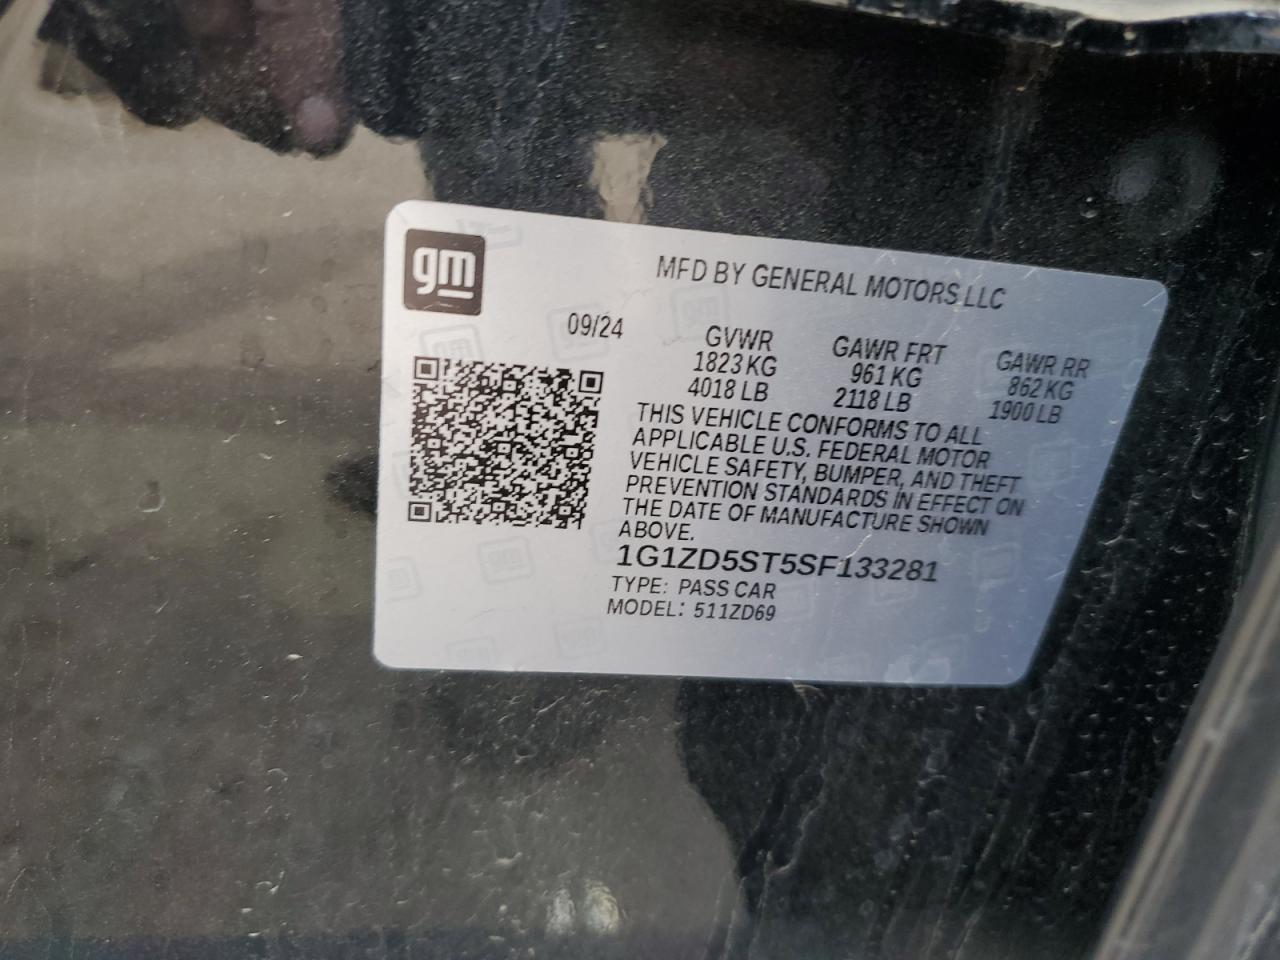 gm
MFD BY GENERAL MOTORS LLC
09/24
GVWR GAWR FRT GAWR RR
1823 KG 961 KG 862 KG
4018 LB 2118 LB 1900 LB
THIS VEHICLE CONFORMS TO ALL
APPLICABLE U.S. FEDERAL MOTOR
VEHICLE SAFETY, BUMPER, AND THEFT
PREVENTION STANDARDS IN EFFECT ON
THE DATE OF MANUFACTURE SHOWN
ABOVE.
1G1ZD5ST5SF133281
TYPE: PASS CAR
MODEL: 511ZD69